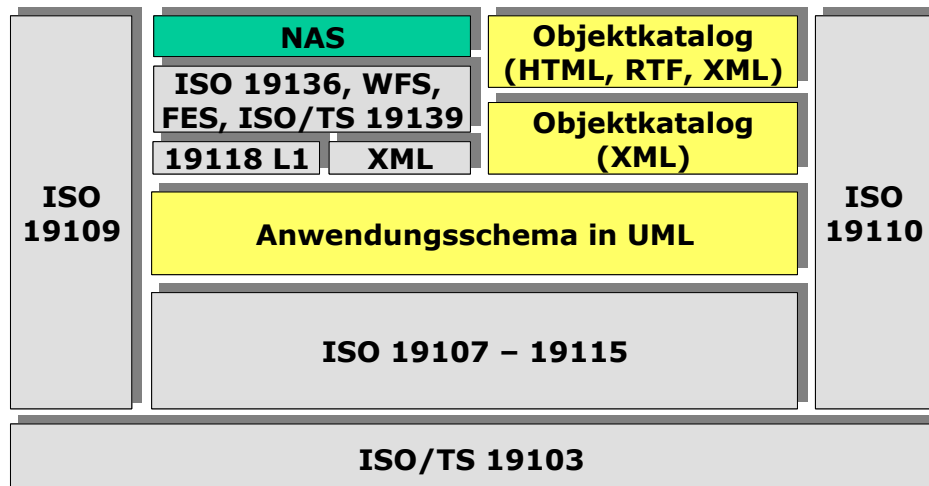 NAS
Objektkatalog
(HTML, RTF, XML)
ISO 19136, WFS,
FES, ISO/TS 19139
Objektkatalog
(XML)
19118 L1
XML
ISO
19109
ISO
19110
Anwendungsschema in UML
ISO 19107 – 19115
ISO/TS 19103